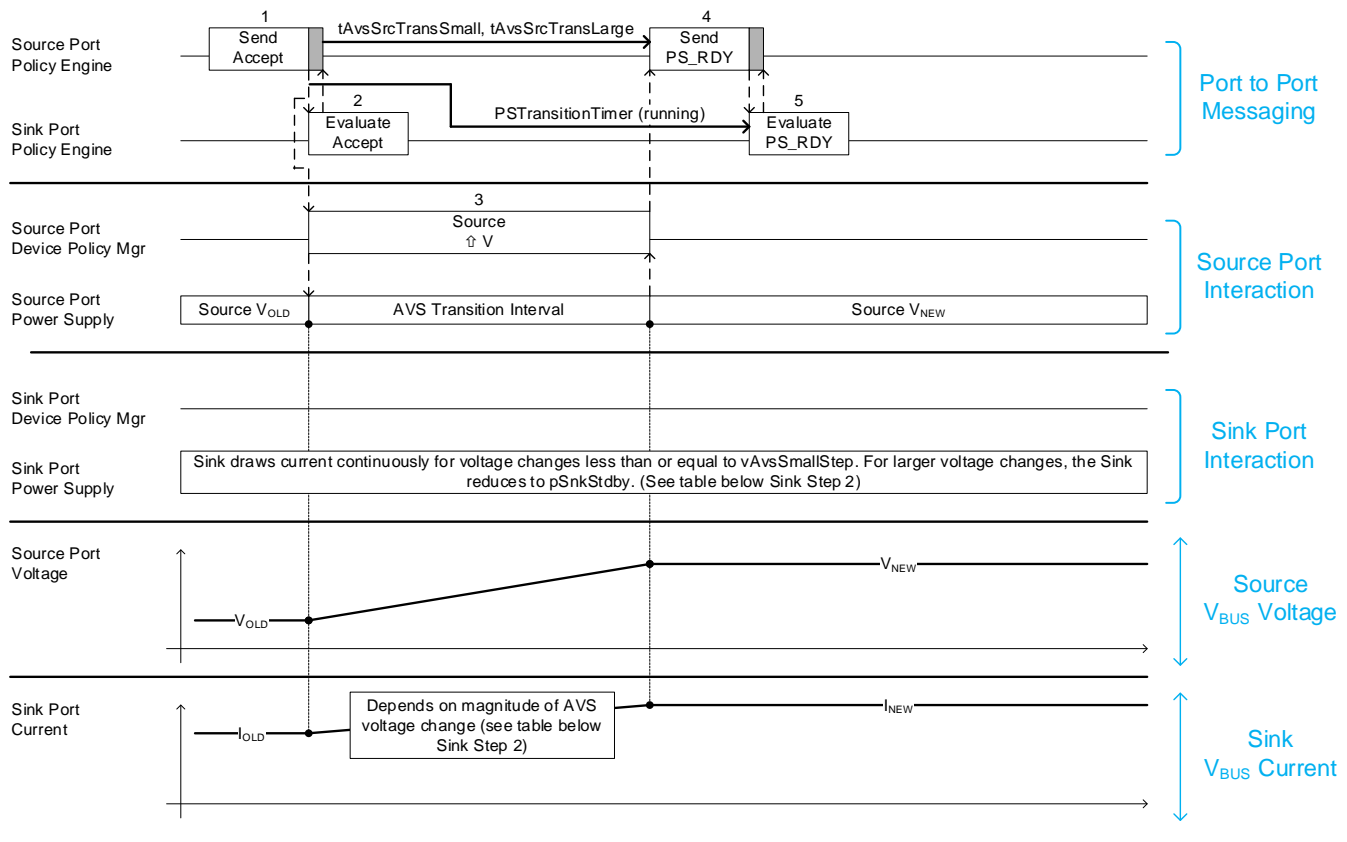 1
4
Source Port
Policy Engine
Send
Accept
tAvsSrcTransSmall, tAvsSrcTransLarge
Send
PS_RDY
Port to Port
Messaging
2
5
Sink Port
Policy Engine
Evaluate
Accept
PSTransitionTimer (running)
Evaluate
PS_RDY
3
Source Port
Device Policy Mgr
Source
⇧ V
Source Port
Interaction
Source Port
Power Supply
Source VOLD
AVS Transition Interval
Source VNEW
Sink Port
Device Policy Mgr
Sink Port
Interaction
Sink Port
Power Supply
Sink draws current continuously for voltage changes less than or equal to vAvsSmallStep. For larger voltage changes, the Sink
reduces to pSnkStdby. (See table below Sink Step 2)
Source Port
Voltage
VOLD
VNEW
Source
VBUS Voltage
Sink Port
Current
IOLD
Depends on magnitude of AVS
voltage change (see table below
Sink Step 2)
INEW
Sink
VBUS Current